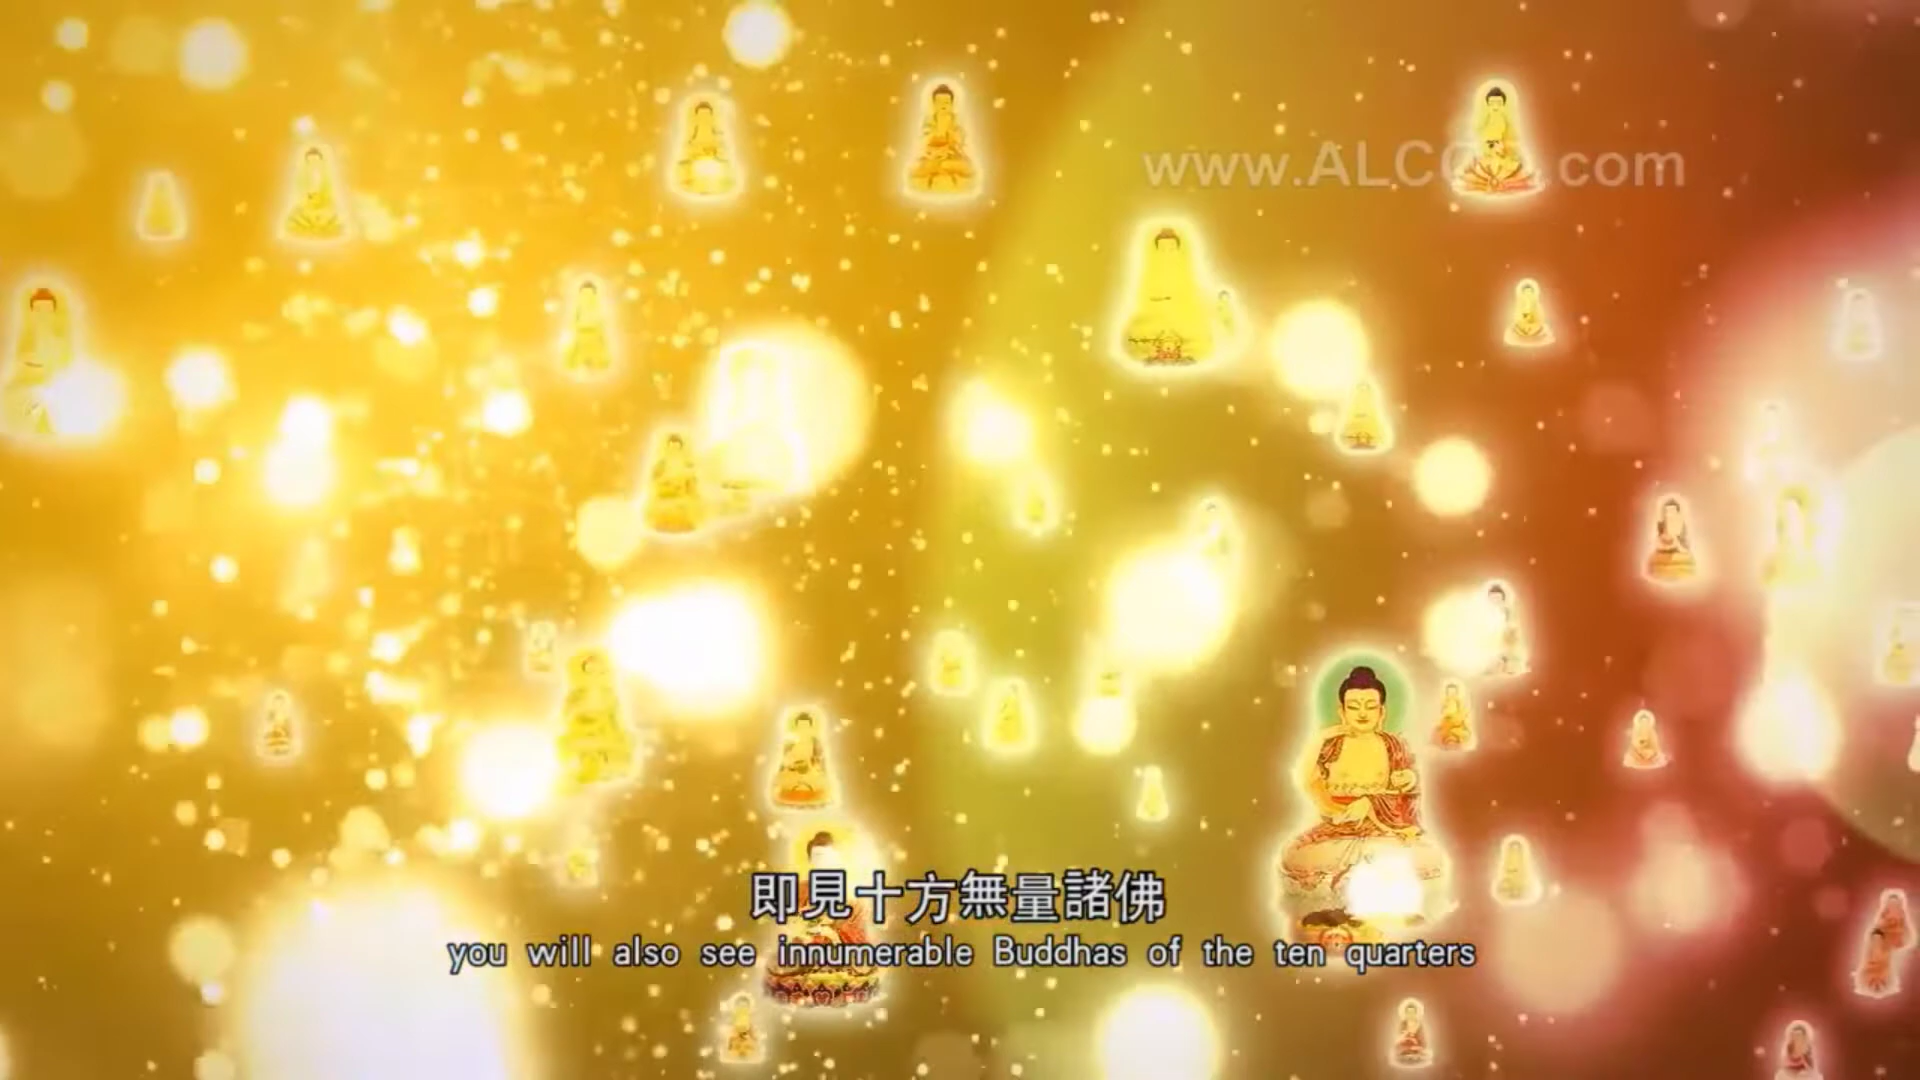 即見十方無量諸佛
you will also see innumerable Buddhas of the ten quarters